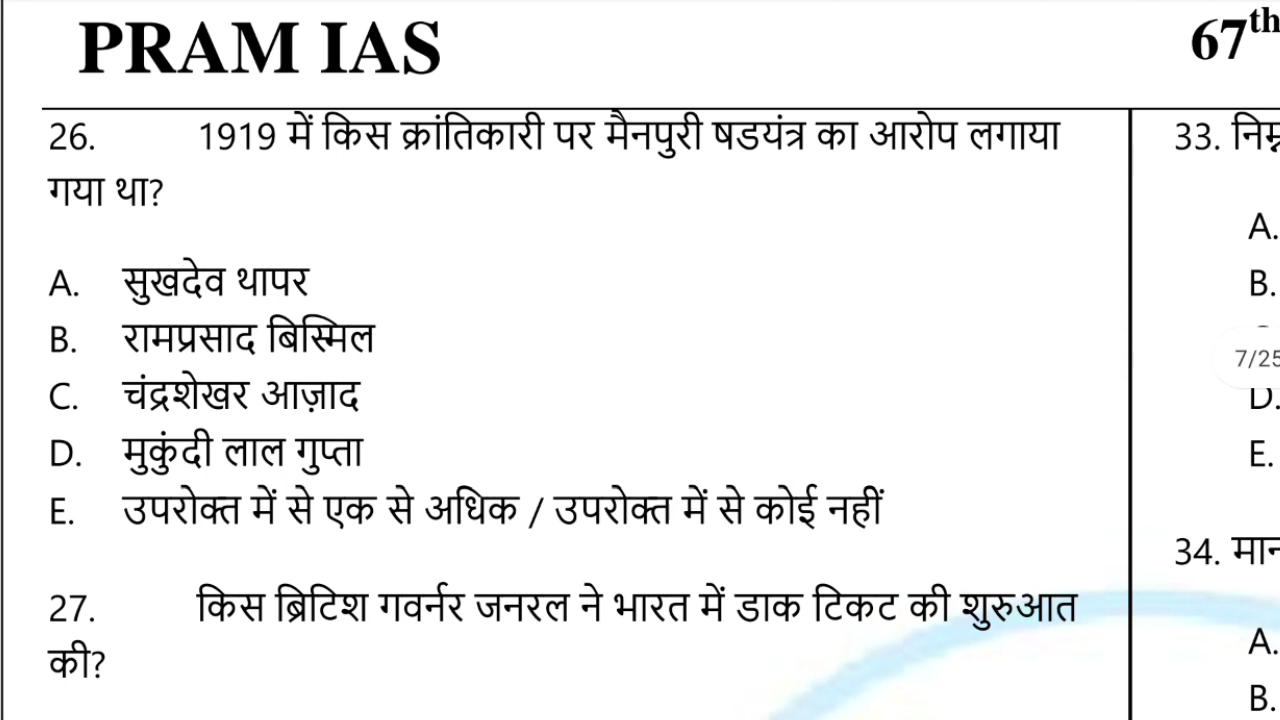 PRAM IAS
67th
26. 1919 में किस क्रांतिकारी पर मैनपुरी षडयंत्र का आरोप लगाया
गया था?
A. सुखदेव थापर
B. रामप्रसाद बिस्मिल
C. चंद्रशेखर आज़ाद
D. मुकुंदी लाल गुप्ता
E. उपरोक्त में से एक से अधिक / उपरोक्त में से कोई नहीं
27. किस ब्रिटिश गवर्नर जनरल ने भारत में डाक टिकट की शुरुआत
की?
33.
A.
B.
7/25
D.
E.
34.
A.
B.